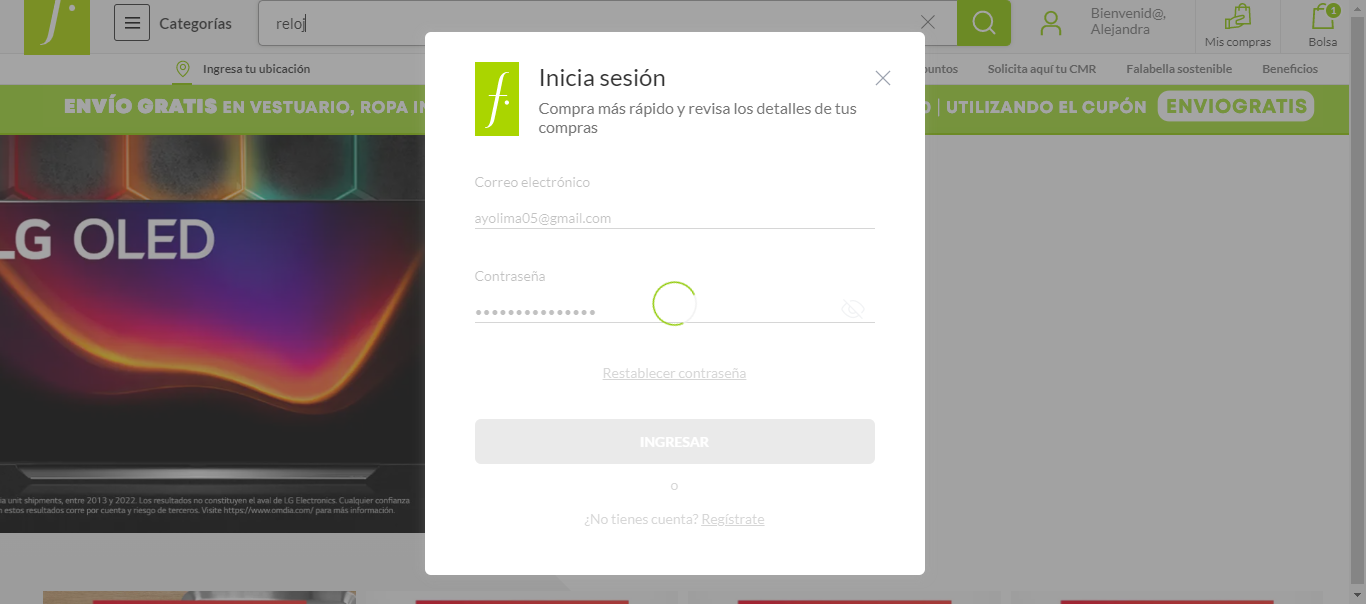 f.
Categorías
reloj
Bienvenid@,
Alejandra
Mis compras
1
Bolsa
Ingresa tu ubicación
Solicita aquí tu CMR
Falabella sostenible
Beneficios
ENVÍO GRATIS EN VESTUARIO, ROPA
UTILIZANDO EL CUPÓN
ENVIOGRATIS
LG OLED
unit shipments, entre 2013 y 2022. Los resultados no constituyen el aval de LG Electronics. Cualquier confianza
en estos resultados corre por cuenta y riesgo de terceros. Visite https://www.omdia.com/ para más información.
f.
Inicia sesión
Compra más rápido y revisa los detalles de tus
compras
Correo electrónico
ayolima05@gmail.com
Contraseña
•••••••••••••••
Restablecer contraseña
INGRESAR
o
¿No tienes cuenta? Regístrate